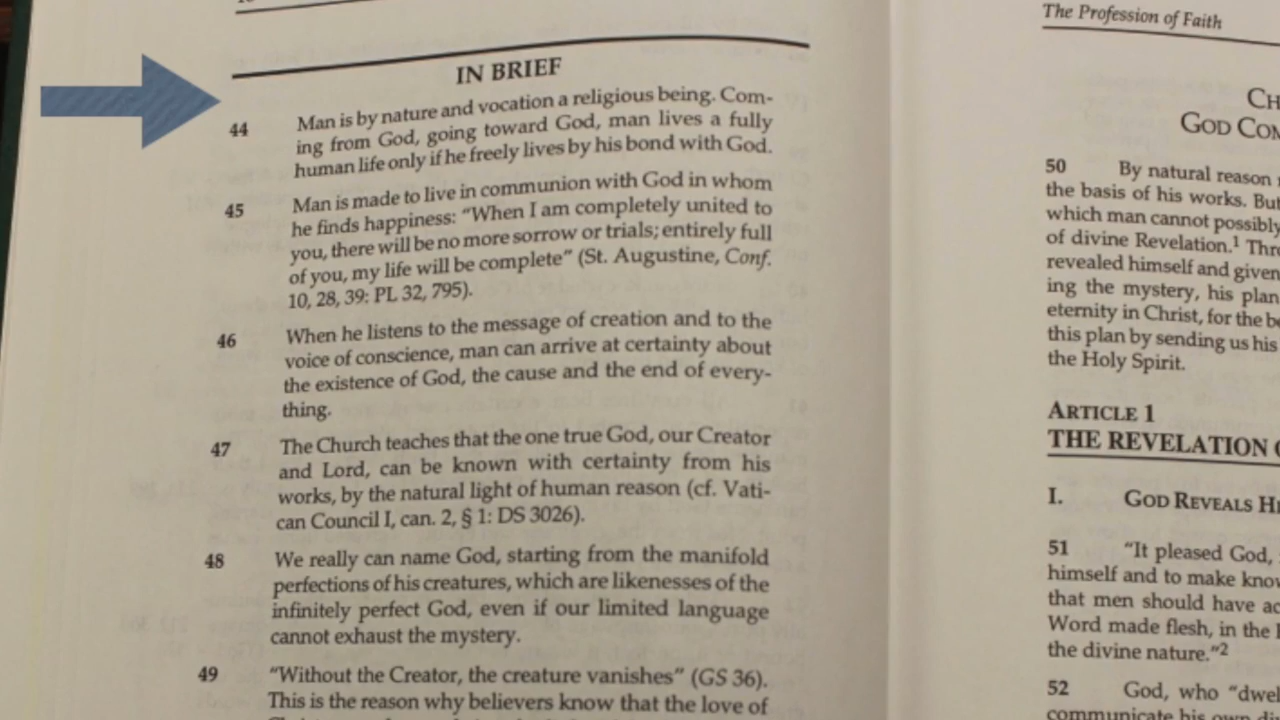 IN BRIEF
44 Man is by nature and vocation a religious being. Com-
ing from God, going toward God, man lives a fully
human life only if he freely lives by his bond with God.
45 Man is made to live in communion with God in whom
he finds happiness: "When I am completely united to
you, there will be no more sorrow or trials; entirely full
of you, my life will be complete" (St. Augustine, Conf.
10, 28, 39: PL 32, 795).
46 When he listens to the message of creation and to the
voice of conscience, man can arrive at certainty about
the existence of God, the cause and the end of every-
thing.
47 The Church teaches that the one true God, our Creator
and Lord, can be known with certainty from his
works, by the natural light of human reason (cf. Vati-
can Council I, can. 2, § 1: DS 3026).
48 We really can name God, starting from the manifold
perfections of his creatures, which are likenesses of the
infinitely perfect God, even if our limited language
cannot exhaust the mystery.
49 "Without the Creator, the creature vanishes" (GS 36).
This is the reason why believers know that the love of
The Profession of Faith
CH
GOD CON
50 By natural reason
the basis of his works. But
which man cannot possibly
of divine Revelation.1 Thr
revealed himself and given
ing the mystery, his plan
eternity in Christ, for the b
this plan by sending us his
the Holy Spirit.
ARTICLE 1
THE REVELATION
I. GOD REVEALS H
51 "It pleased God,
himself and to make know
that men should have ac
Word made flesh, in the
the divine nature."2
52 God, who "dwel
communicate his own di